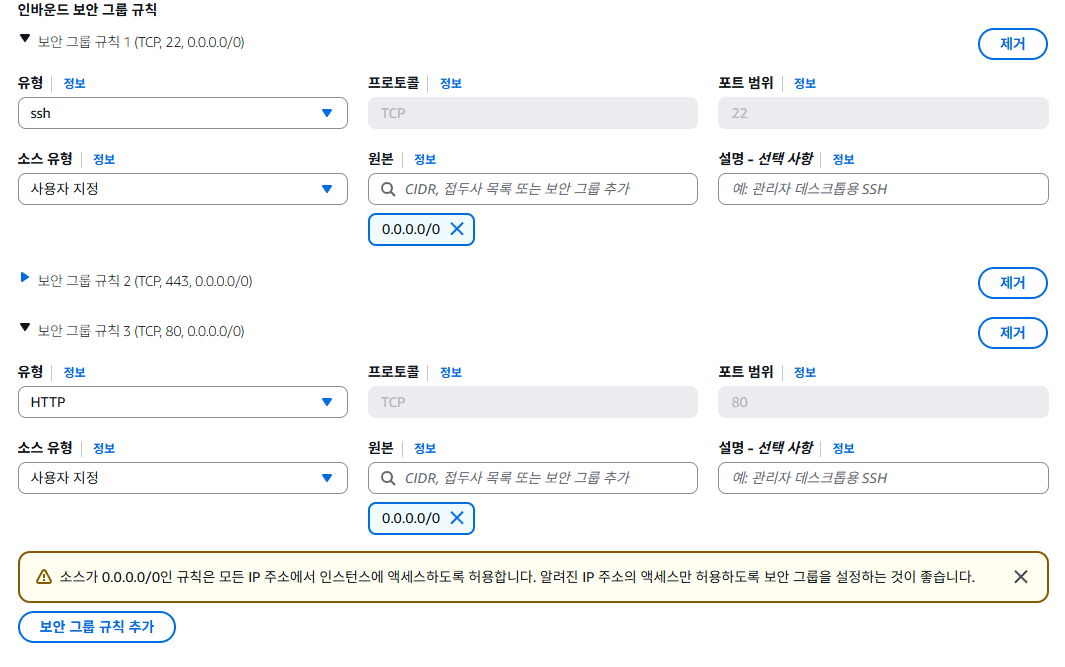 인바운드 보안 그룹 규칙
보안 그룹 규칙 1 (TCP, 22, 0.0.0.0/0) 제거
유형 정보 프로토콜 정보 포트 범위 정보
ssh TCP 22
소스 유형 정보 원본 정보 설명 - 선택 사항 정보
사용자 지정 CIDR, 접두사 목록 또는 보안 그룹 추가 예: 관리자 데스크톱용 SSH
0.0.0.0/0
보안 그룹 규칙 2 (TCP, 443, 0.0.0.0/0) 제거
보안 그룹 규칙 3 (TCP, 80, 0.0.0.0/0) 제거
유형 정보 프로토콜 정보 포트 범위 정보
HTTP TCP 80
소스 유형 정보 원본 정보 설명 - 선택 사항 정보
사용자 지정 CIDR, 접두사 목록 또는 보안 그룹 추가 예: 관리자 데스크톱용 SSH
0.0.0.0/0
소스가 0.0.0.0/0인 규칙은 모든 IP 주소에서 인스턴스에 액세스하도록 허용합니다. 알려진 IP 주소의 액세스만 허용하도록 보안 그룹을 설정하는 것이 좋습니다.
보안 그룹 규칙 추가